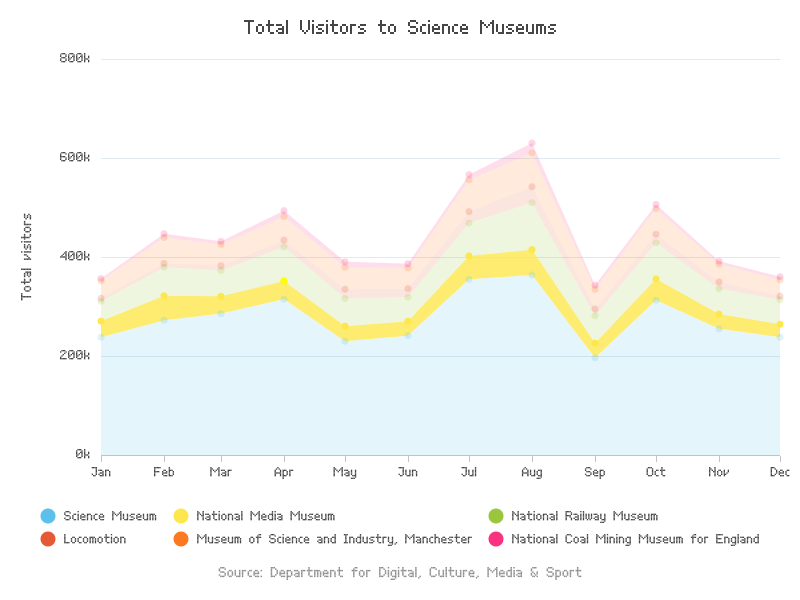 Total Visitors to Science Museums
800k
600k
400k
200k
0k
Total visitors
Jan Feb Mar Apr May Jun Jul Aug Sep Oct Nov Dec
Science Museum National Media Museum National Railway Museum
Locomotion Museum of Science and Industry, Manchester National Coal Mining Museum for England
Source: Department for Digital, Culture, Media & Sport